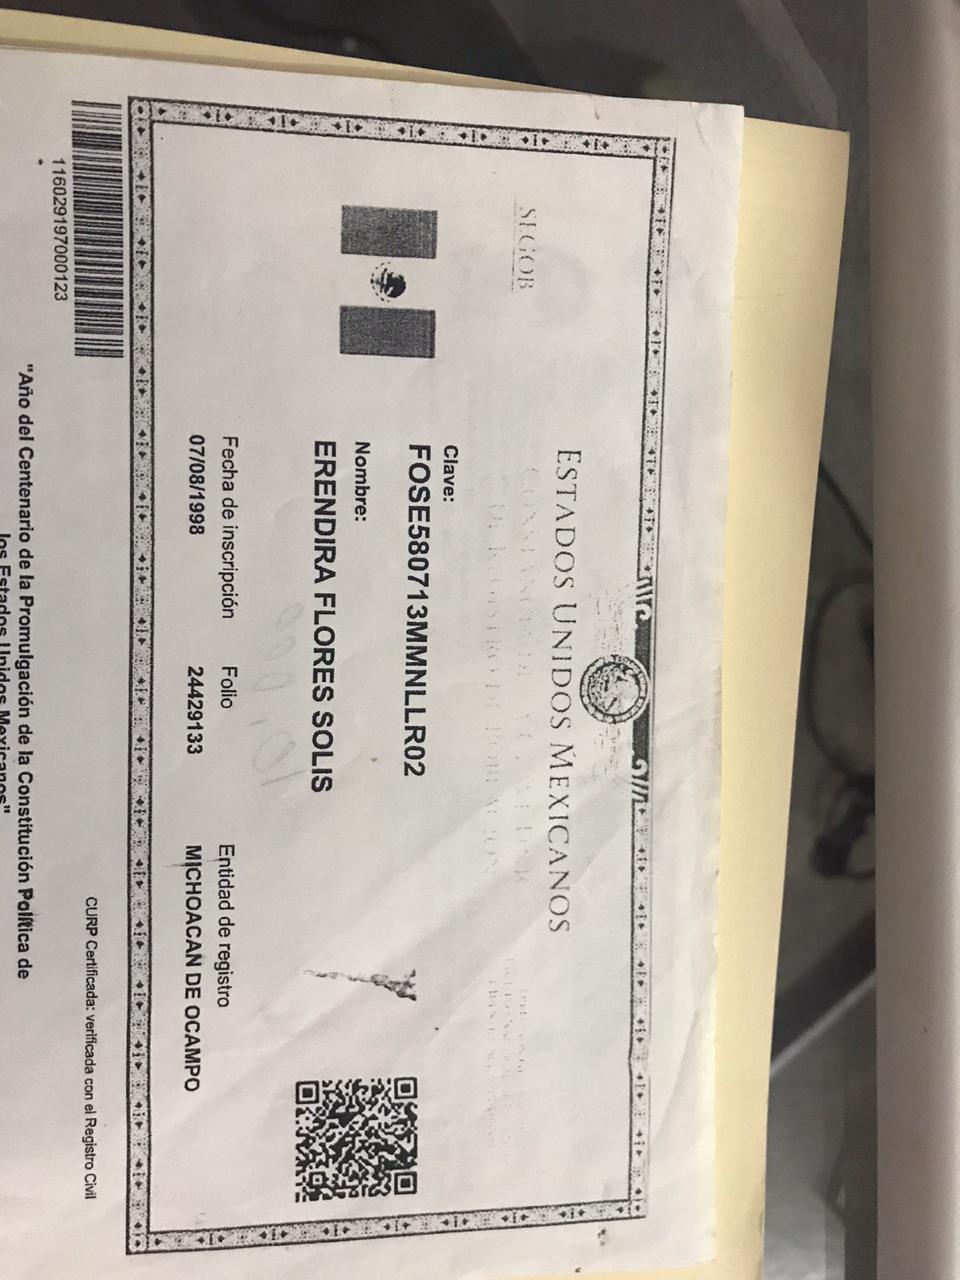 SEGOB
ESTADOS UNIDOS MEXICANOS
CONSTANCIA DE LA CLAVE ÚNICA
DE REGISTRO DE POBLACIÓN
Clave:
FOSE580713MMNLLR02
Nombre:
ERENDIRA FLORES SOLIS
Fecha de inscripción Folio Entidad de registro
07/08/1998 24429133 MICHOACAN DE OCAMPO
116029197000123
CURP Certificada: verificada con el Registro Civil
"Año del Centenario de la Promulgación de la Constitución Política de
los Estados Unidos Mexicanos"